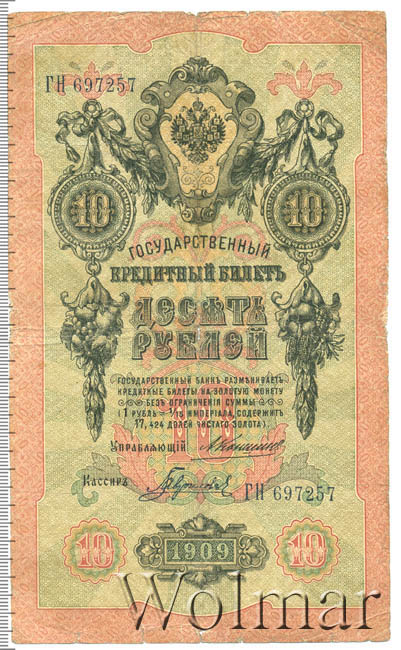 ГН 697257
10 10
ГОСУДАРСТВЕННЫЙ
КРЕДИТНЫЙ БИЛЕТЪ
ДЕСЯТЬ
РУБЛЕЙ
ГОСУДАРСТВЕННЫЙ БАНКЪ РАЗМѢНИВАЕТЪ
КРЕДИТНЫЕ БИЛЕТЫ НА ЗОЛОТУЮ МОНЕТУ
БЕЗЪ ОГРАНИЧЕНІЯ СУММЫ
(1 РУБЛЬ = 1/15 ИМПЕРІАЛА, СОДЕРЖИТЪ
17,424 ДОЛЕЙ ЧИСТАГО ЗОЛОТА).
10
УПРАВЛЯЮЩІЙ
КАССИРЪ
ГН 697257
10 1909 10
Wolmar